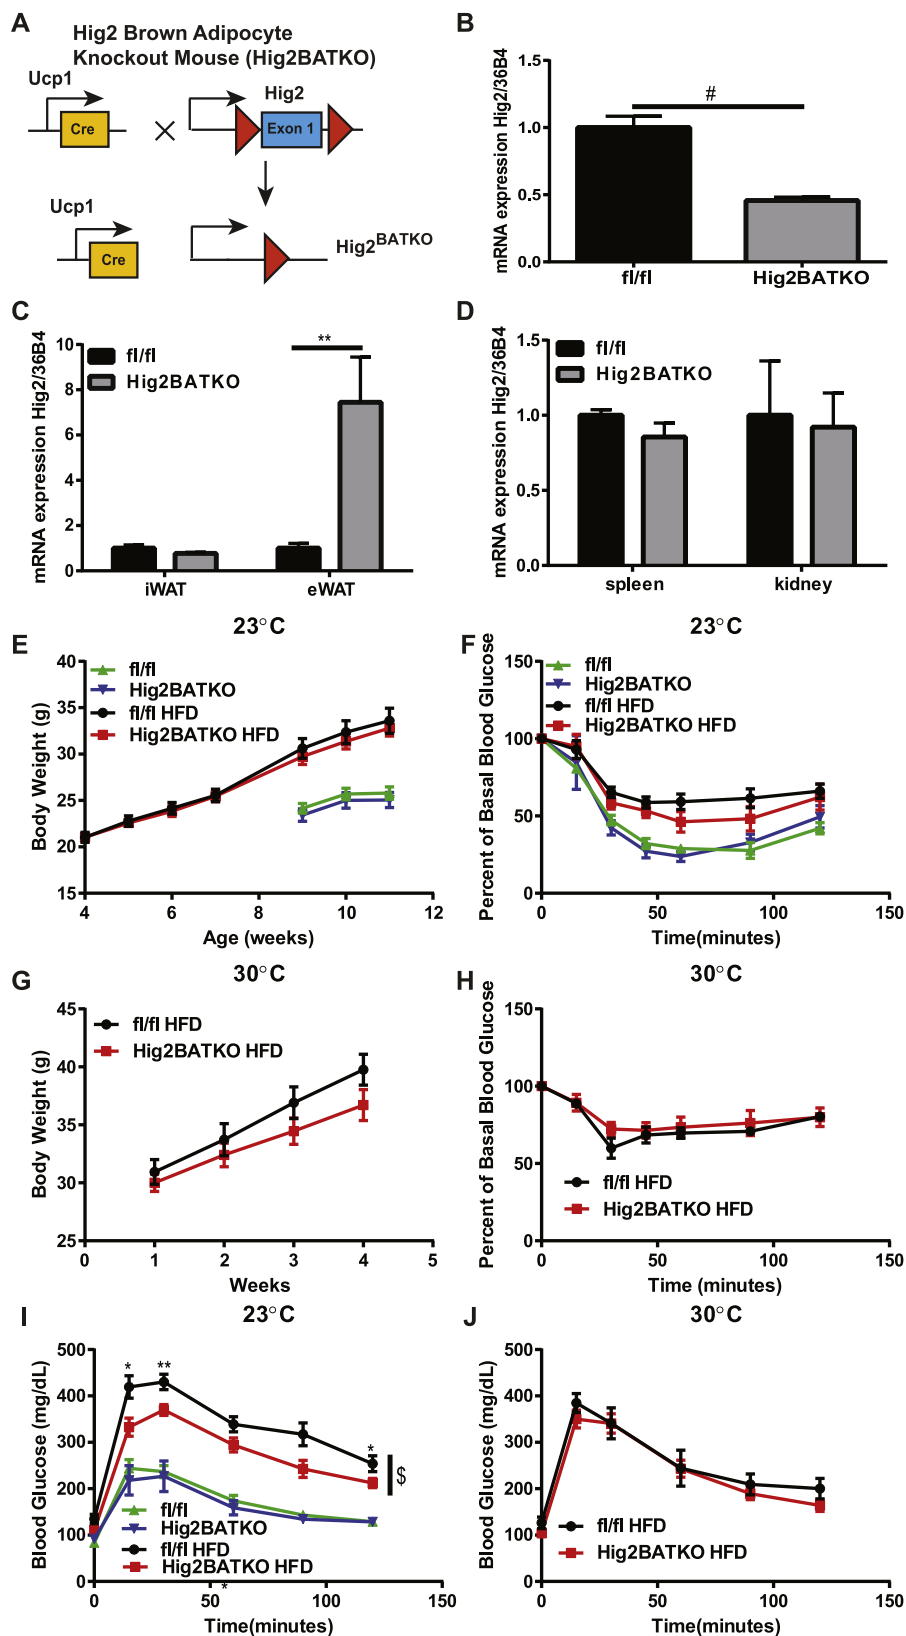 A
Hig2 Brown Adipocyte
Knockout Mouse (Hig2BATKO)
Ucp1
Hig2
Cre
×
Exon 1
Ucp1
Cre
Hig2BATKO
B
mRNA expression Hig2/36B4
1.5
1.0
0.5
0.0
#
fl/fl
Hig2BATKO
C
mRNA expression Hig2/36B4
10
8
6
4
2
0
fl/fl
Hig2BATKO
**
iWAT
eWAT
D
mRNA expression Hig2/36B4
1.5
1.0
0.5
0.0
fl/fl
Hig2BATKO
spleen
kidney
E
23°C
Body Weight (g)
40
35
30
25
20
15
fl/fl
Hig2BATKO
fl/fl HFD
Hig2BATKO HFD
4 6 8 10 12
Age (weeks)
F
23°C
Percent of Basal Blood Glucose
150
100
50
0
fl/fl
Hig2BATKO
fl/fl HFD
Hig2BATKO HFD
0 50 100 150
Time(minutes)
G
30°C
Body Weight (g)
45
40
35
30
25
fl/fl HFD
Hig2BATKO HFD
0 1 2 3 4 5
Weeks
H
30°C
Percent of Basal Blood Glucose
150
100
50
0
fl/fl HFD
Hig2BATKO HFD
0 50 100 150
Time (minutes)
I
23°C
Blood Glucose (mg/dL)
500
400
300
200
100
0
* **
*
$
fl/fl
Hig2BATKO
fl/fl HFD
Hig2BATKO HFD
0 50 100 150
*
Time(minutes)
J
30°C
Blood Glucose (mg/dL)
500
400
300
200
100
0
fl/fl HFD
Hig2BATKO HFD
0 50 100 150
Time(minutes)